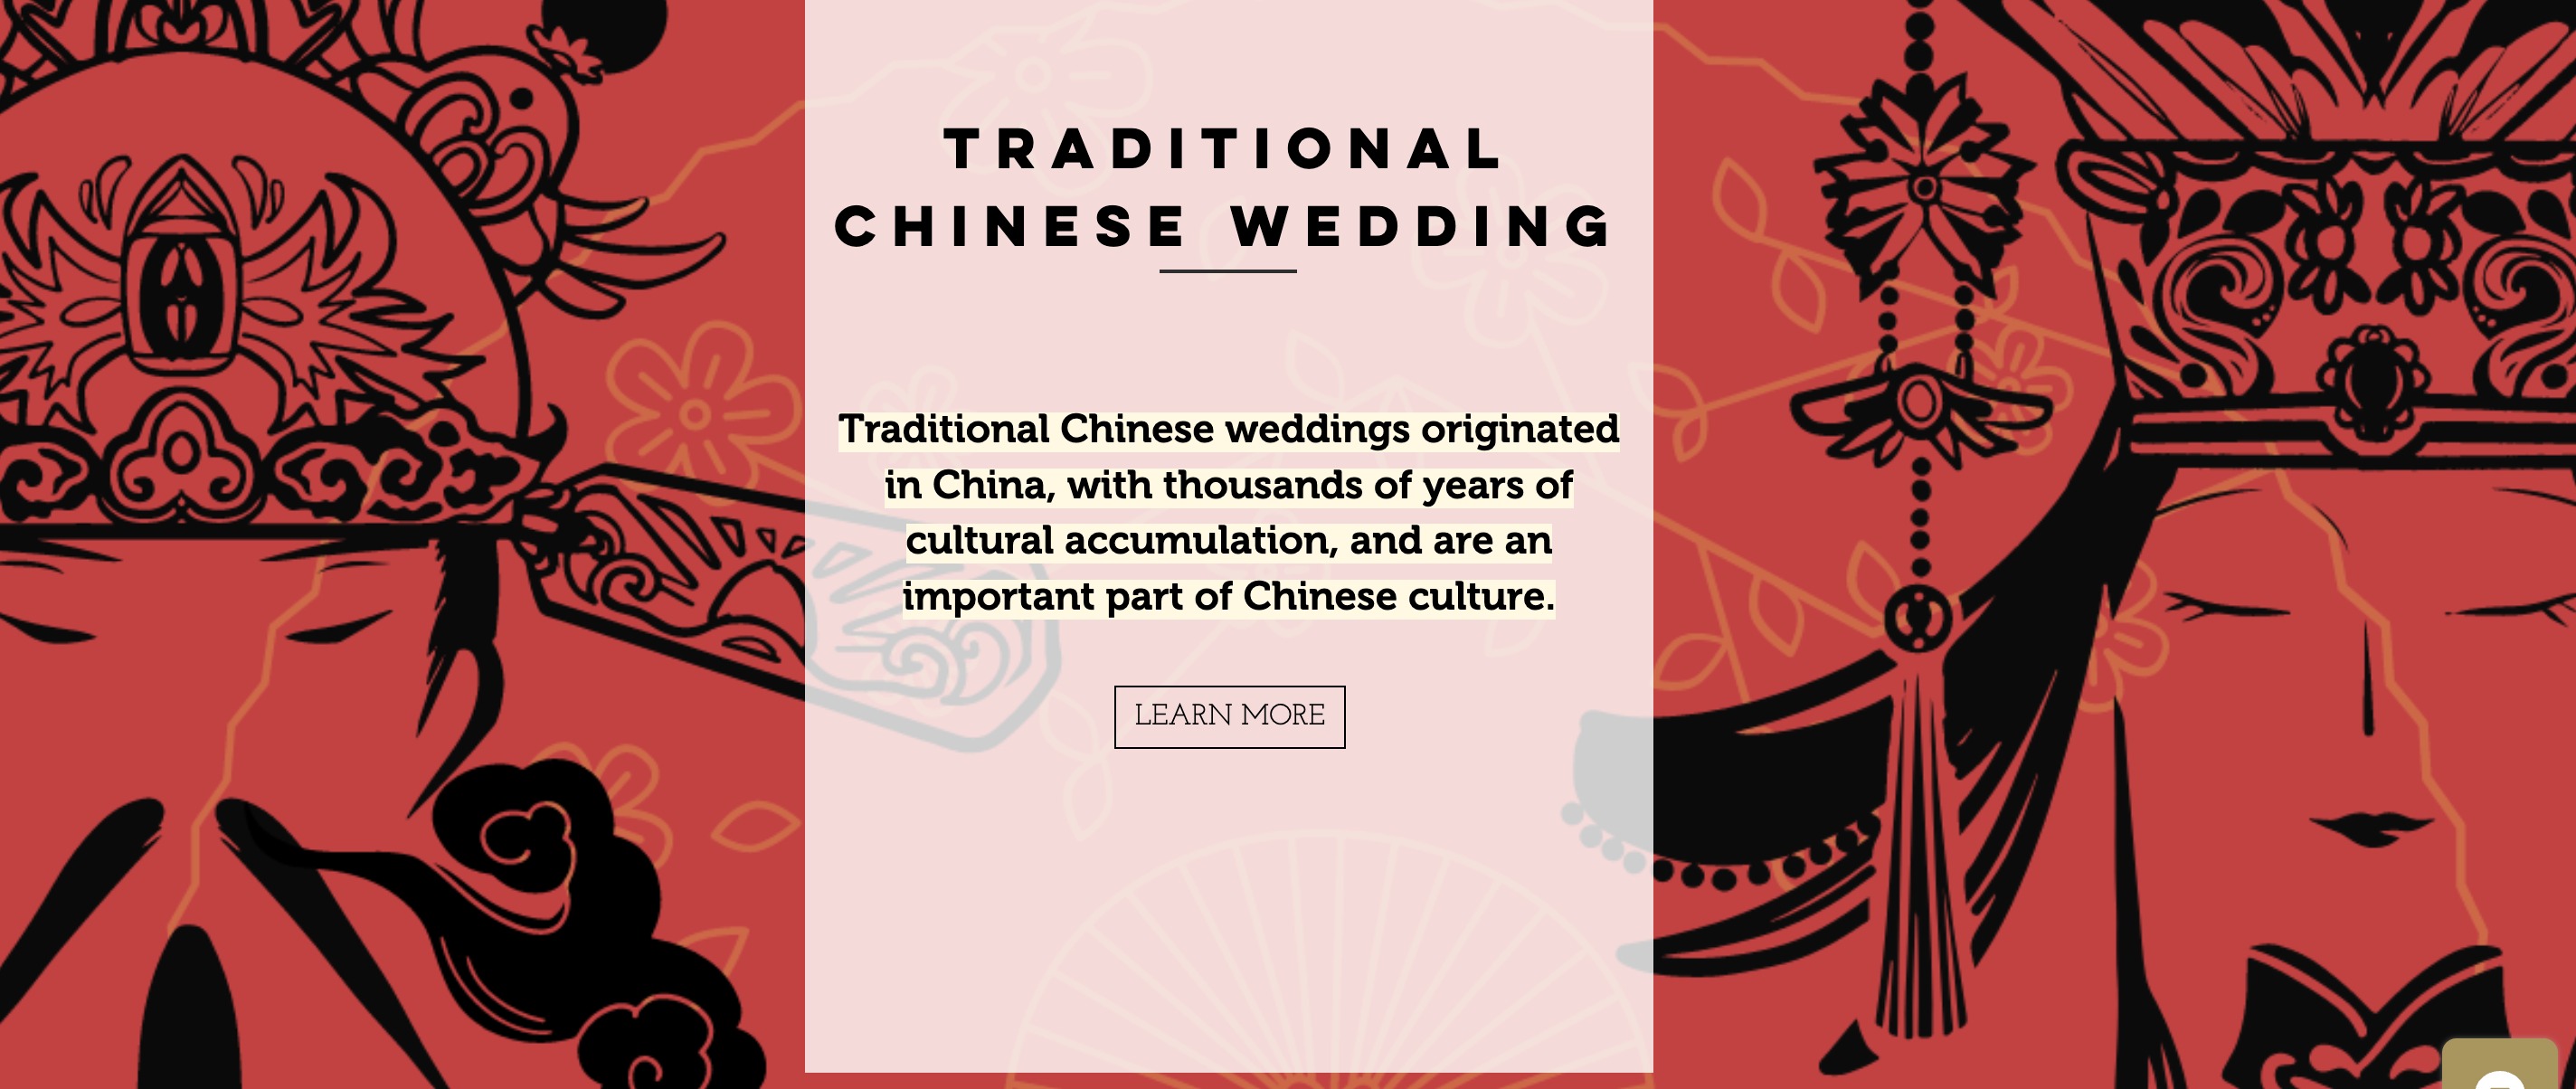 TRADITIONAL
CHINESE WEDDING
Traditional Chinese weddings originated
in China, with thousands of years of
cultural accumulation, and are an
important part of Chinese culture.
LEARN MORE